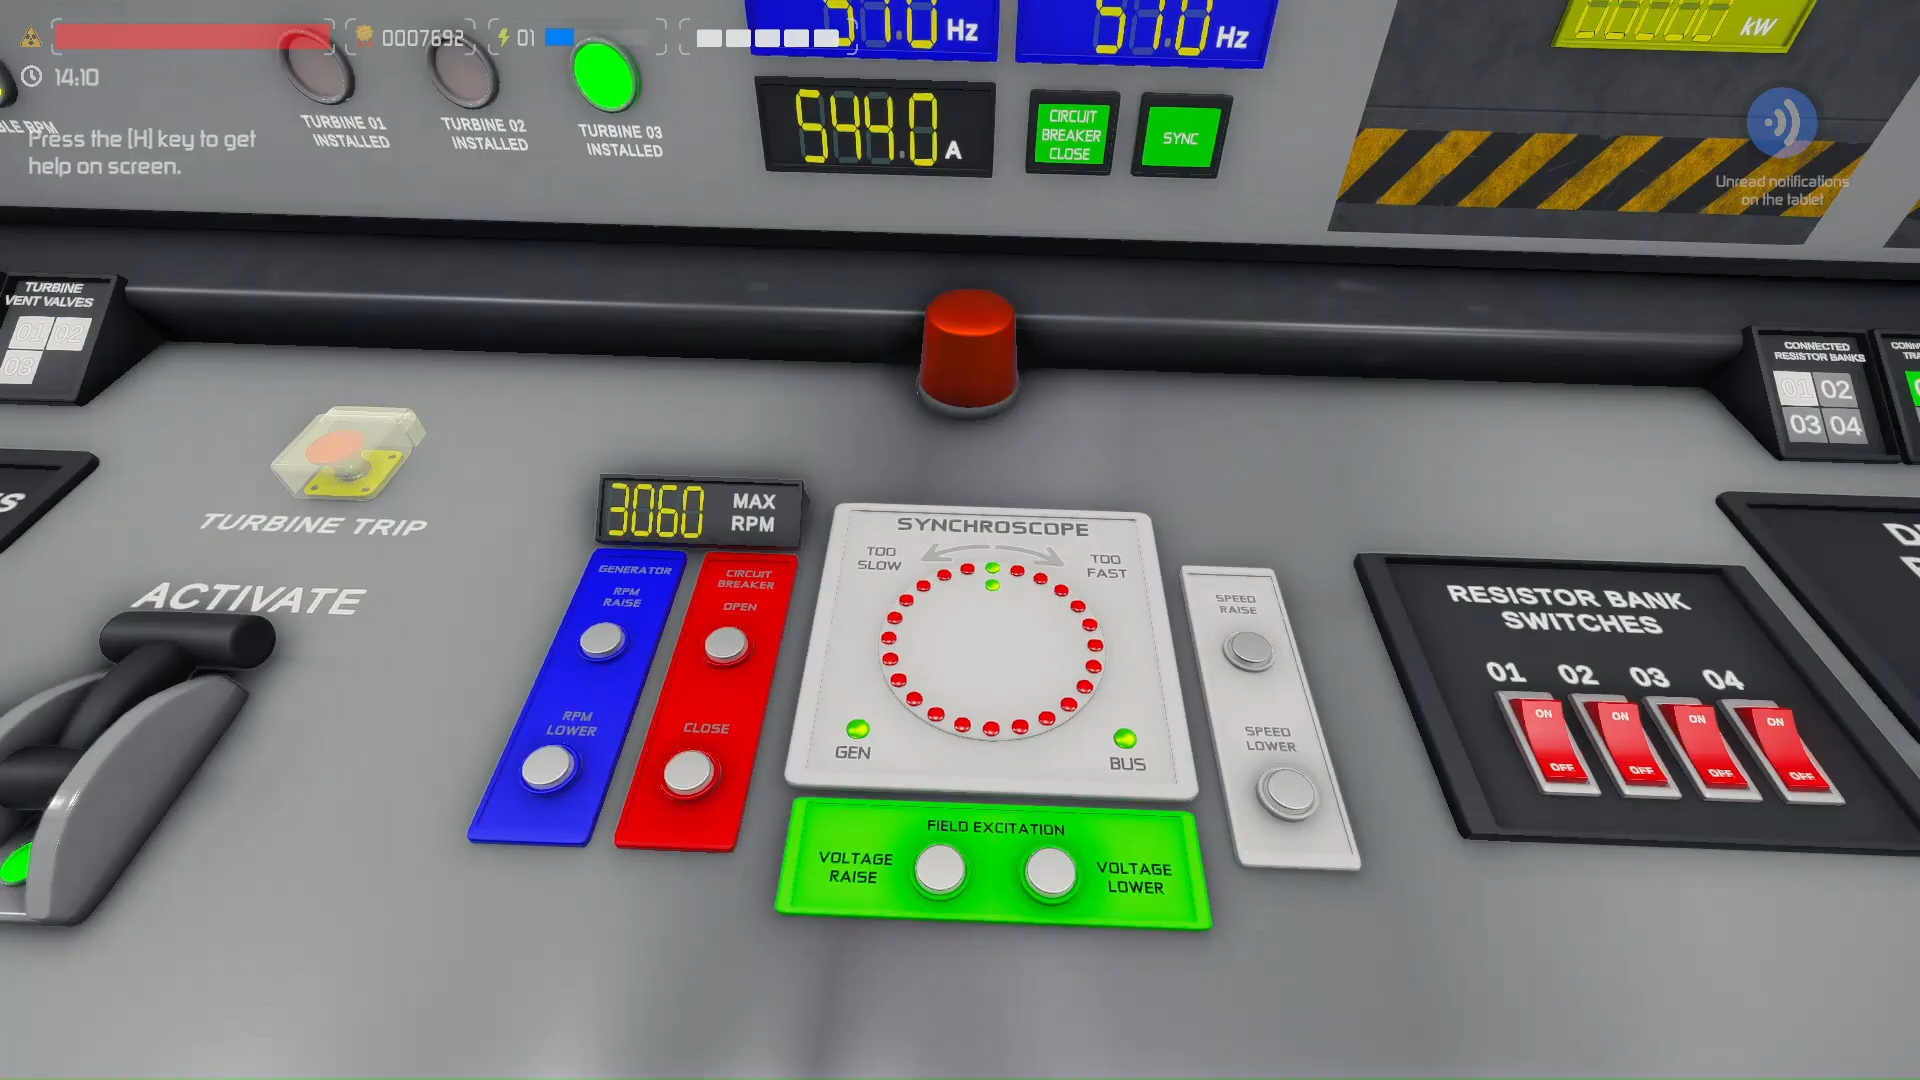 0007692
01
57.0 Hz
57.0 Hz
00000 kW
14:10
Press the [H] key to get
help on screen.
TURBINE 01
INSTALLED
TURBINE 02
INSTALLED
TURBINE 03
INSTALLED
544.0 A
CIRCUIT
BREAKER
CLOSE
SYNC
Unread notifications
on the tablet
TURBINE
VENT VALVES
01 02
03
CONNECTED
RESISTOR BANKS
01 02
03 04
TURBINE TRIP
ACTIVATE
3060 MAX
RPM
GENERATOR
RPM
RAISE
RPM
LOWER
CIRCUIT
BREAKER
OPEN
CLOSE
SYNCHROSCOPE
TOO
SLOW
TOO
FAST
GEN
BUS
SPEED
RAISE
SPEED
LOWER
FIELD EXCITATION
VOLTAGE
RAISE
VOLTAGE
LOWER
RESISTOR BANK
SWITCHES
01 02 03 04
ON ON ON ON
OFF OFF OFF OFF